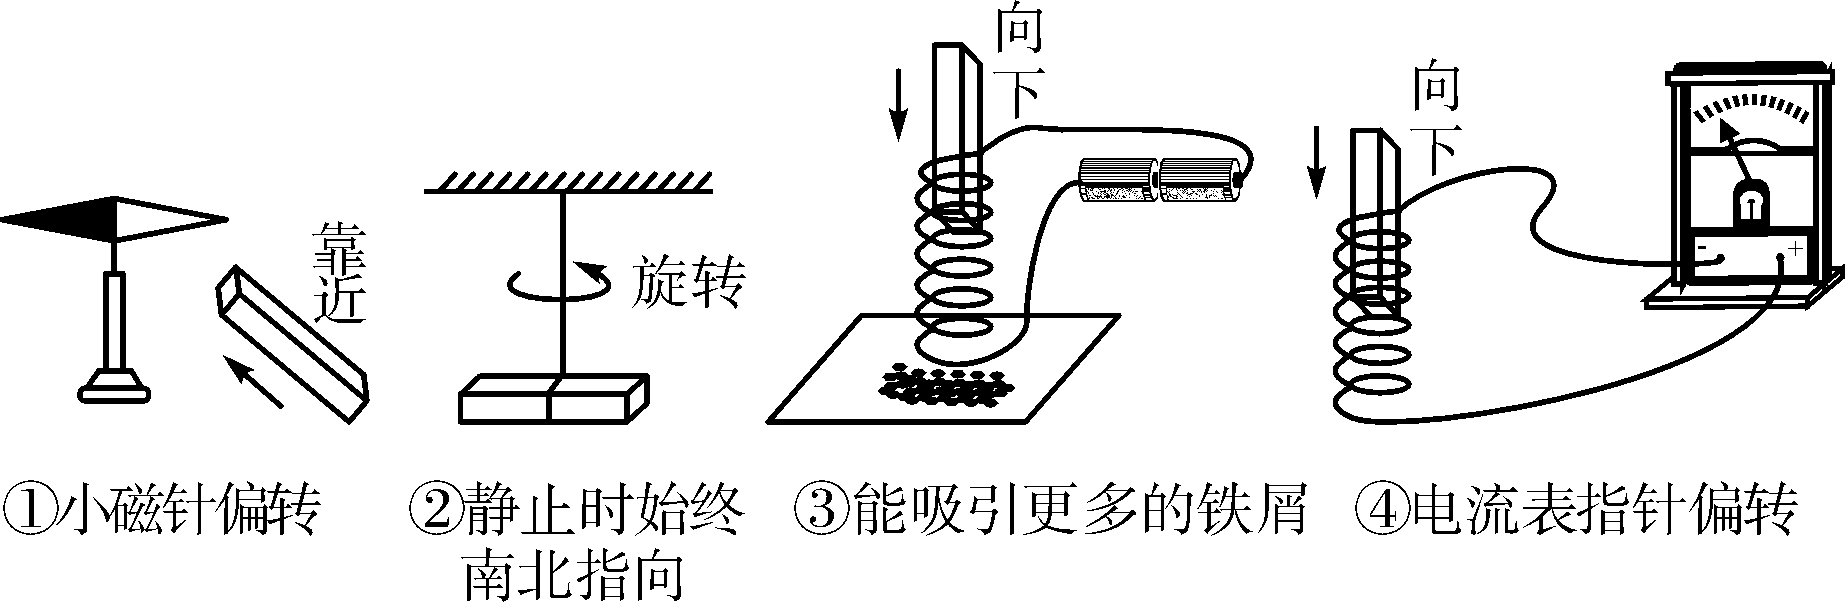 靠近
旋转
向下
向下
- +
①小磁针偏转
②静止时始终
南北指向
③能吸引更多的铁屑
④电流表指针偏转